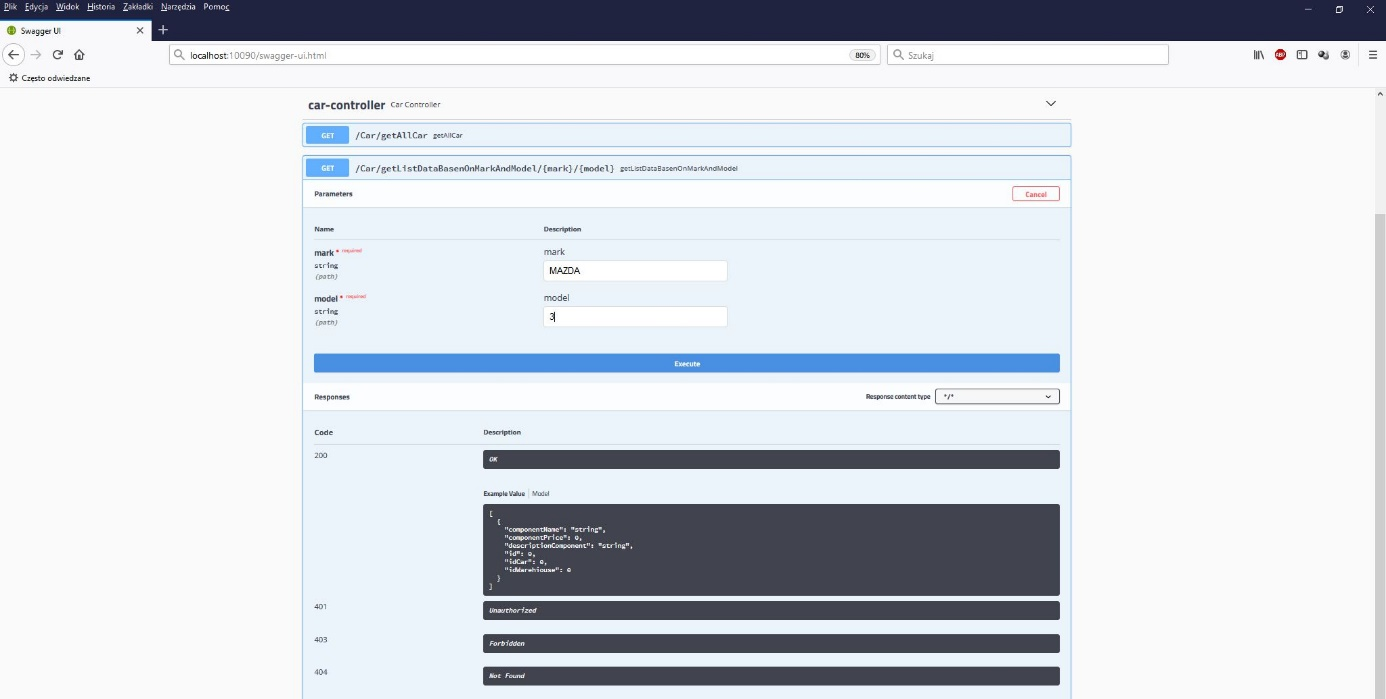 Plik Edycja Widok Historia Zakładki Narzędzia Pomoc
Swagger UI
localhost:10090/swagger-ui.html 80% Szukaj
Często odwiedzane
car-controller Car Controller
GET /Car/getAllCar getAllCar
GET /Car/getListDataBasenOnMarkAndModel/{mark}/{model} getListDataBasenOnMarkAndModel
Parameters Cancel
Name Description
mark * required mark
string MAZDA
(path)
model * required model
string 3
(path)
Execute
Responses Response content type */*
Code Description
200 OK
Example Value Model
[
{
"componentName": "string",
"componentPrice": 0,
"descriptionComponent": "string",
"id": 0,
"idCar": 0,
"idWarehiouse": 0
}
]
401 Unauthorized
403 Forbidden
404 Not Found